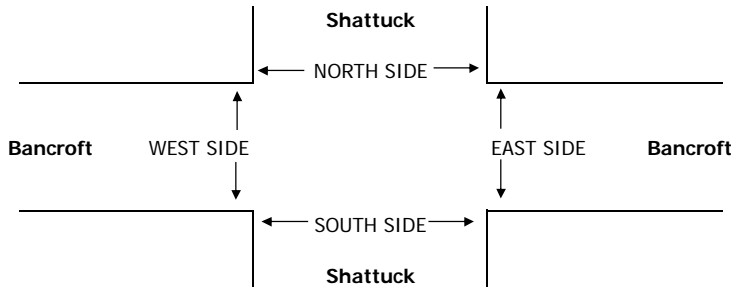 Shattuck
NORTH SIDE
Bancroft WEST SIDE EAST SIDE Bancroft
SOUTH SIDE
Shattuck